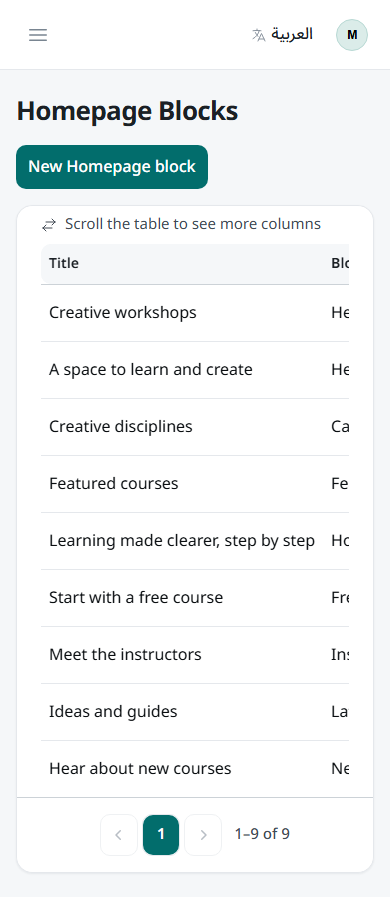 العربية
M
Homepage Blocks
New Homepage block
Scroll the table to see more columns
Title
Creative workshops
A space to learn and create
Creative disciplines
Featured courses
Learning made clearer, step by step
Start with a free course
Meet the instructors
Ideas and guides
Hear about new courses
1
1–9 of 9